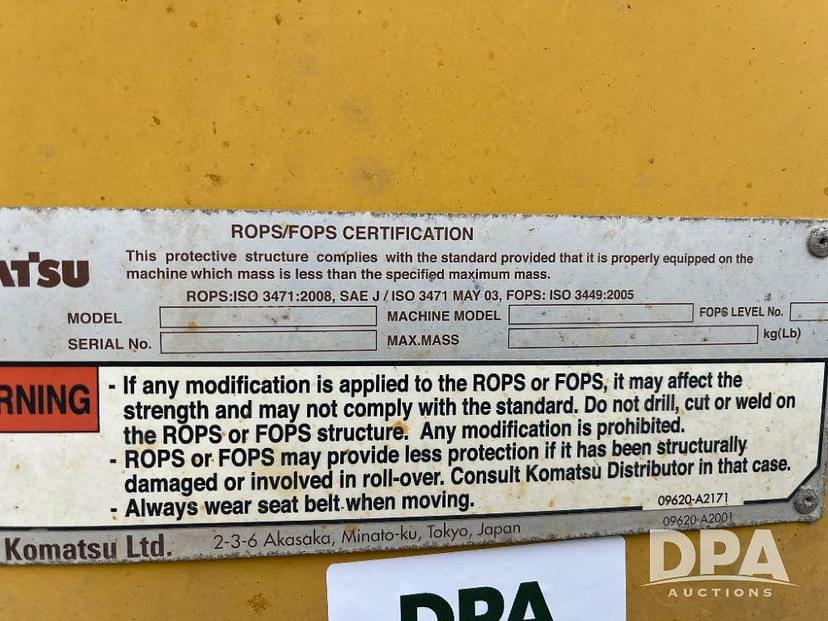 ROPS/FOPS CERTIFICATION
ATSU
This protective structure complies with the standard provided that it is properly equipped on the
machine which mass is less than the specified maximum mass.
ROPS:ISO 3471:2008, SAE J / ISO 3471 MAY 03, FOPS: ISO 3449:2005
MODEL MACHINE MODEL FOPS LEVEL No.
SERIAL No. MAX.MASS kg(Lb)
RNING
- If any modification is applied to the ROPS or FOPS, it may affect the
strength and may not comply with the standard. Do not drill, cut or weld on
the ROPS or FOPS structure. Any modification is prohibited.
- ROPS or FOPS may provide less protection if it has been structurally
damaged or involved in roll-over. Consult Komatsu Distributor in that case.
- Always wear seat belt when moving.
09620-A2171
09620-A2001
Komatsu Ltd. 2-3-6 Akasaka, Minato-ku, Tokyo, Japan
DPA
DPA
AUCTIONS